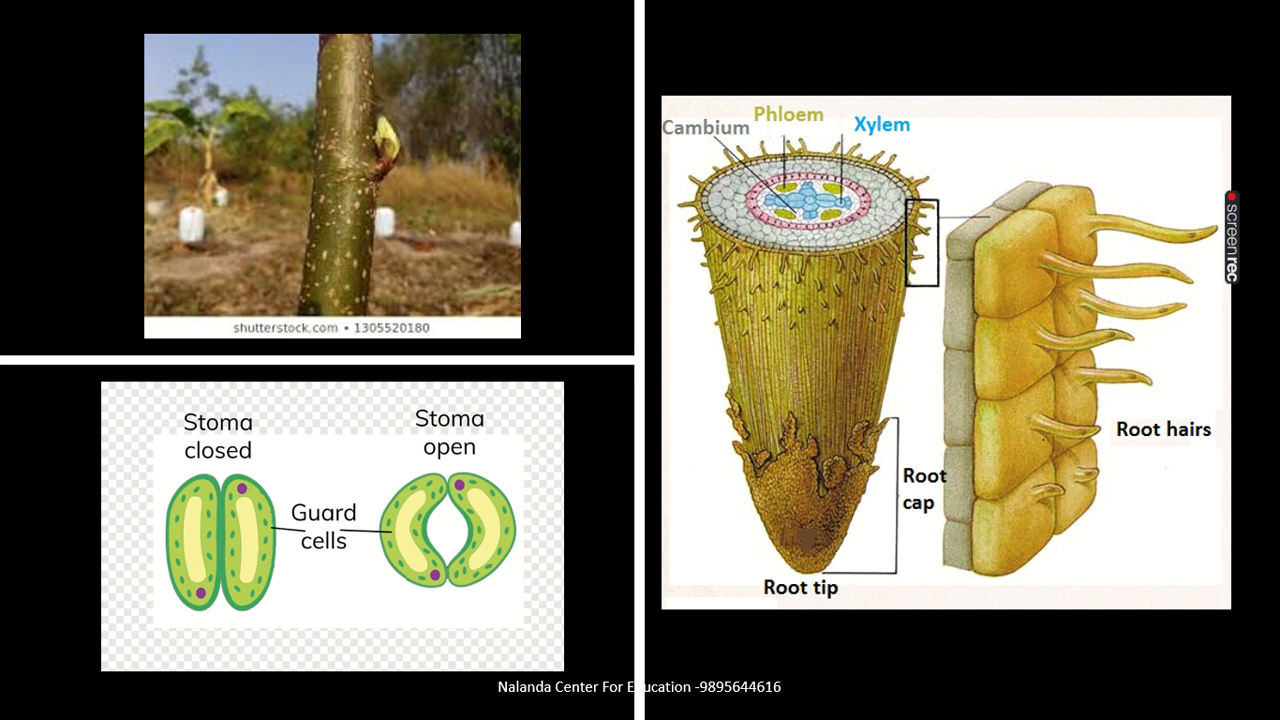 shutterstock.com • 1305520180
Stoma
closed
Stoma
open
Guard
cells
Phloem
Cambium
Xylem
Root hairs
Root
cap
Root tip
screenrec
Nalanda Center For Education -9895644616